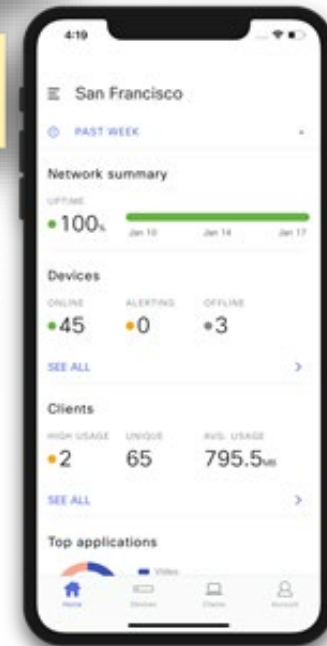 4:19
San Francisco
PAST WEEK
Network summary
UPTIME
100%
Jan 10 Jan 14 Jan 17
Devices
ONLINE ALERTING OFFLINE
45 0 3
SEE ALL
Clients
HIGH USAGE UNIQUE AVG. USAGE
2 65 795.5MB
SEE ALL
Top applications
Video
Home Devices Clients Account